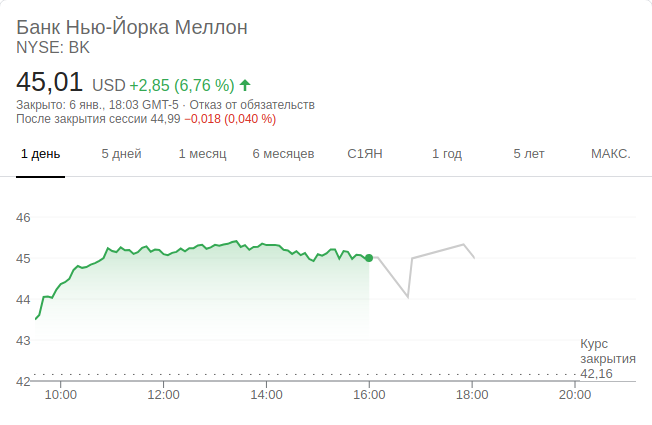 Банк Нью-Йорка Меллон
NYSE: BK
45,01 USD +2,85 (6,76 %)
Закрыто: 6 янв., 18:03 GMT-5 · Отказ от обязательств
После закрытия сессии 44,99 −0,018 (0,040 %)
1 день 5 дней 1 месяц 6 месяцев С1ЯН 1 год 5 лет МАКС.
46
45
44
43
Курс
закрытия
42,16
42
10:00 12:00 14:00 16:00 18:00 20:00